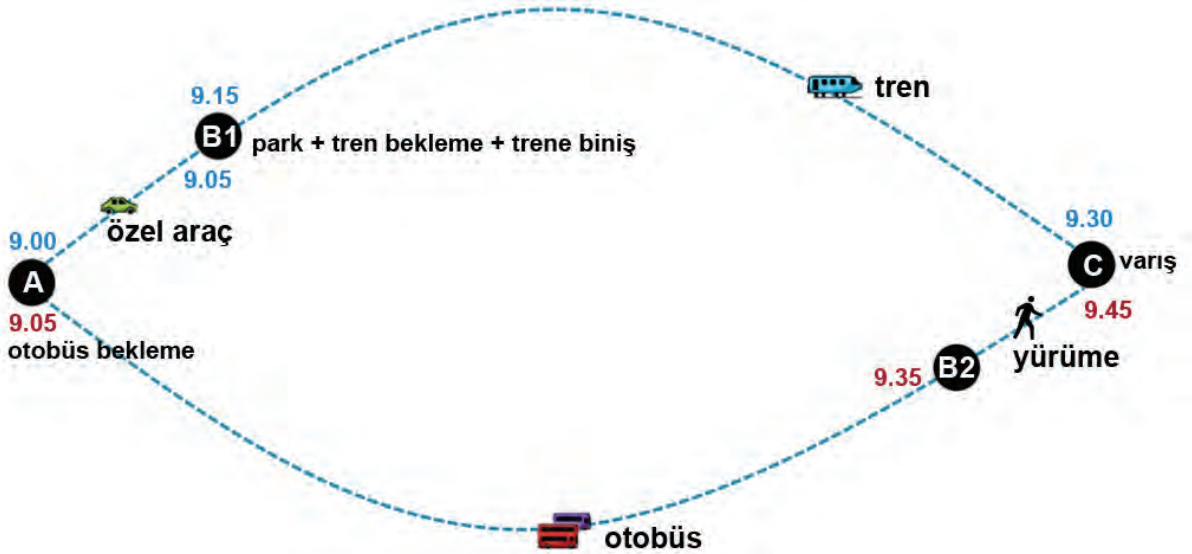 tren
9.15
B1
park + tren bekleme + trene biniş
9.05
özel araç
9.00
A
9.05
otobüs bekleme
9.30
C varış
9.45
yürüme
B2
9.35
otobüs